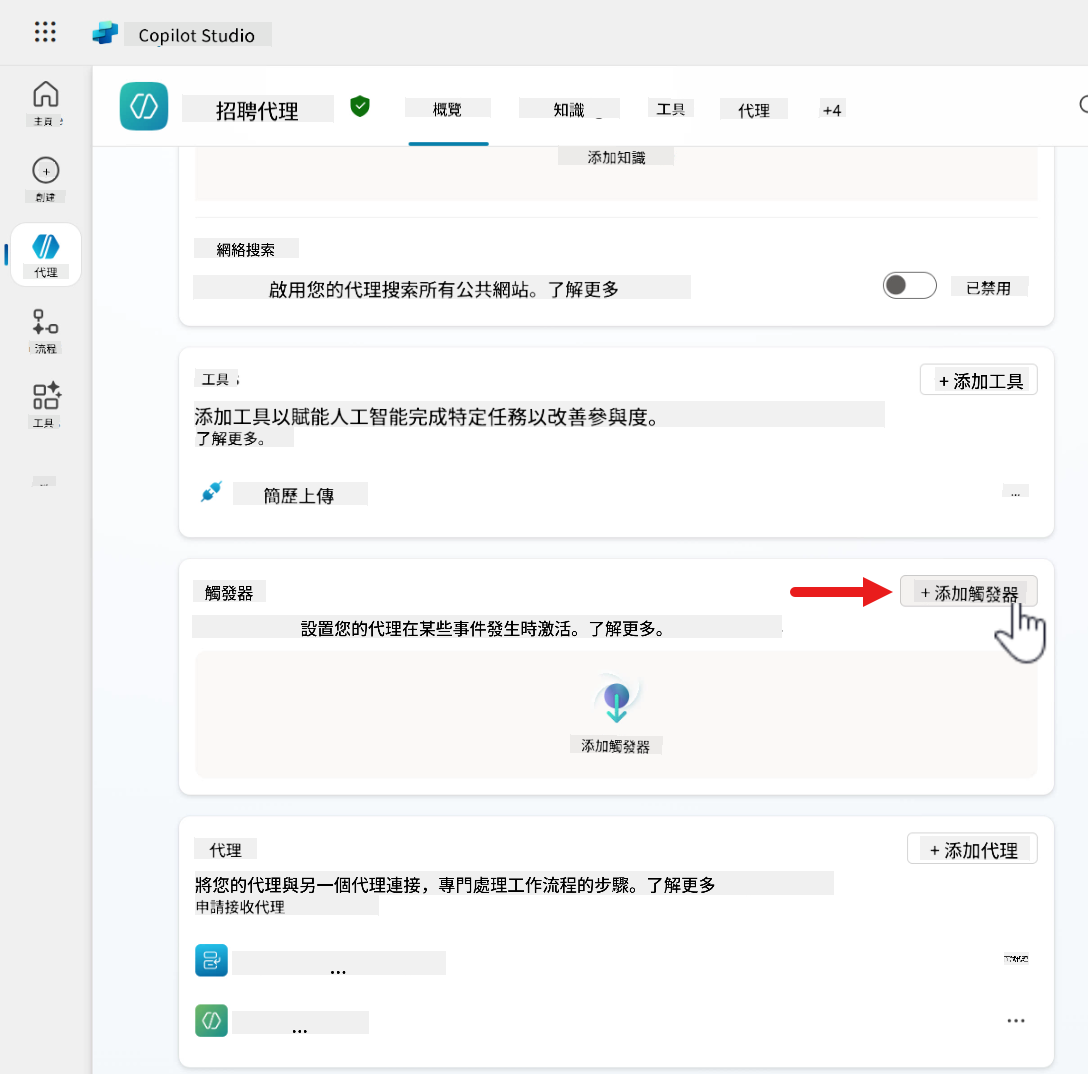 Copilot Studio
招聘代理
概覽
知識
工具
代理
+4
主頁
創建
代理
流程
工具
添加知識
網絡搜索
啟用您的代理搜索所有公共網站。了解更多
已禁用
工具
+ 添加工具
添加工具以賦能人工智能完成特定任務以改善參與度。
了解更多。
簡歷上傳
...
觸發器
+ 添加觸發器
設置您的代理在某些事件發生時激活。了解更多。
添加觸發器
代理
+ 添加代理
將您的代理與另一個代理連接，專門處理工作流程的步驟。了解更多
申請接收代理
...
...